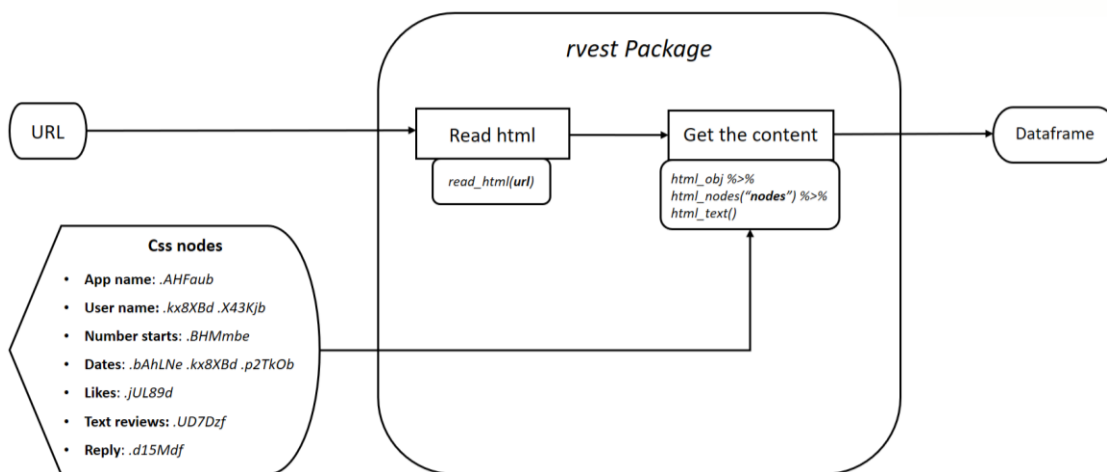 rvest Package
URL
Read html
read_html(url)
Get the content
html_obj %>%
html_nodes(“nodes”) %>%
html_text()
Dataframe
Css nodes
• App name: .AHFaub
• User name: .kx8XBd .X43Kjb
• Number starts: .BHMmbe
• Dates: .bAhLNe .kx8XBd .p2TkOb
• Likes: .jUL89d
• Text reviews: .UD7Dzf
• Reply: .d15Mdf